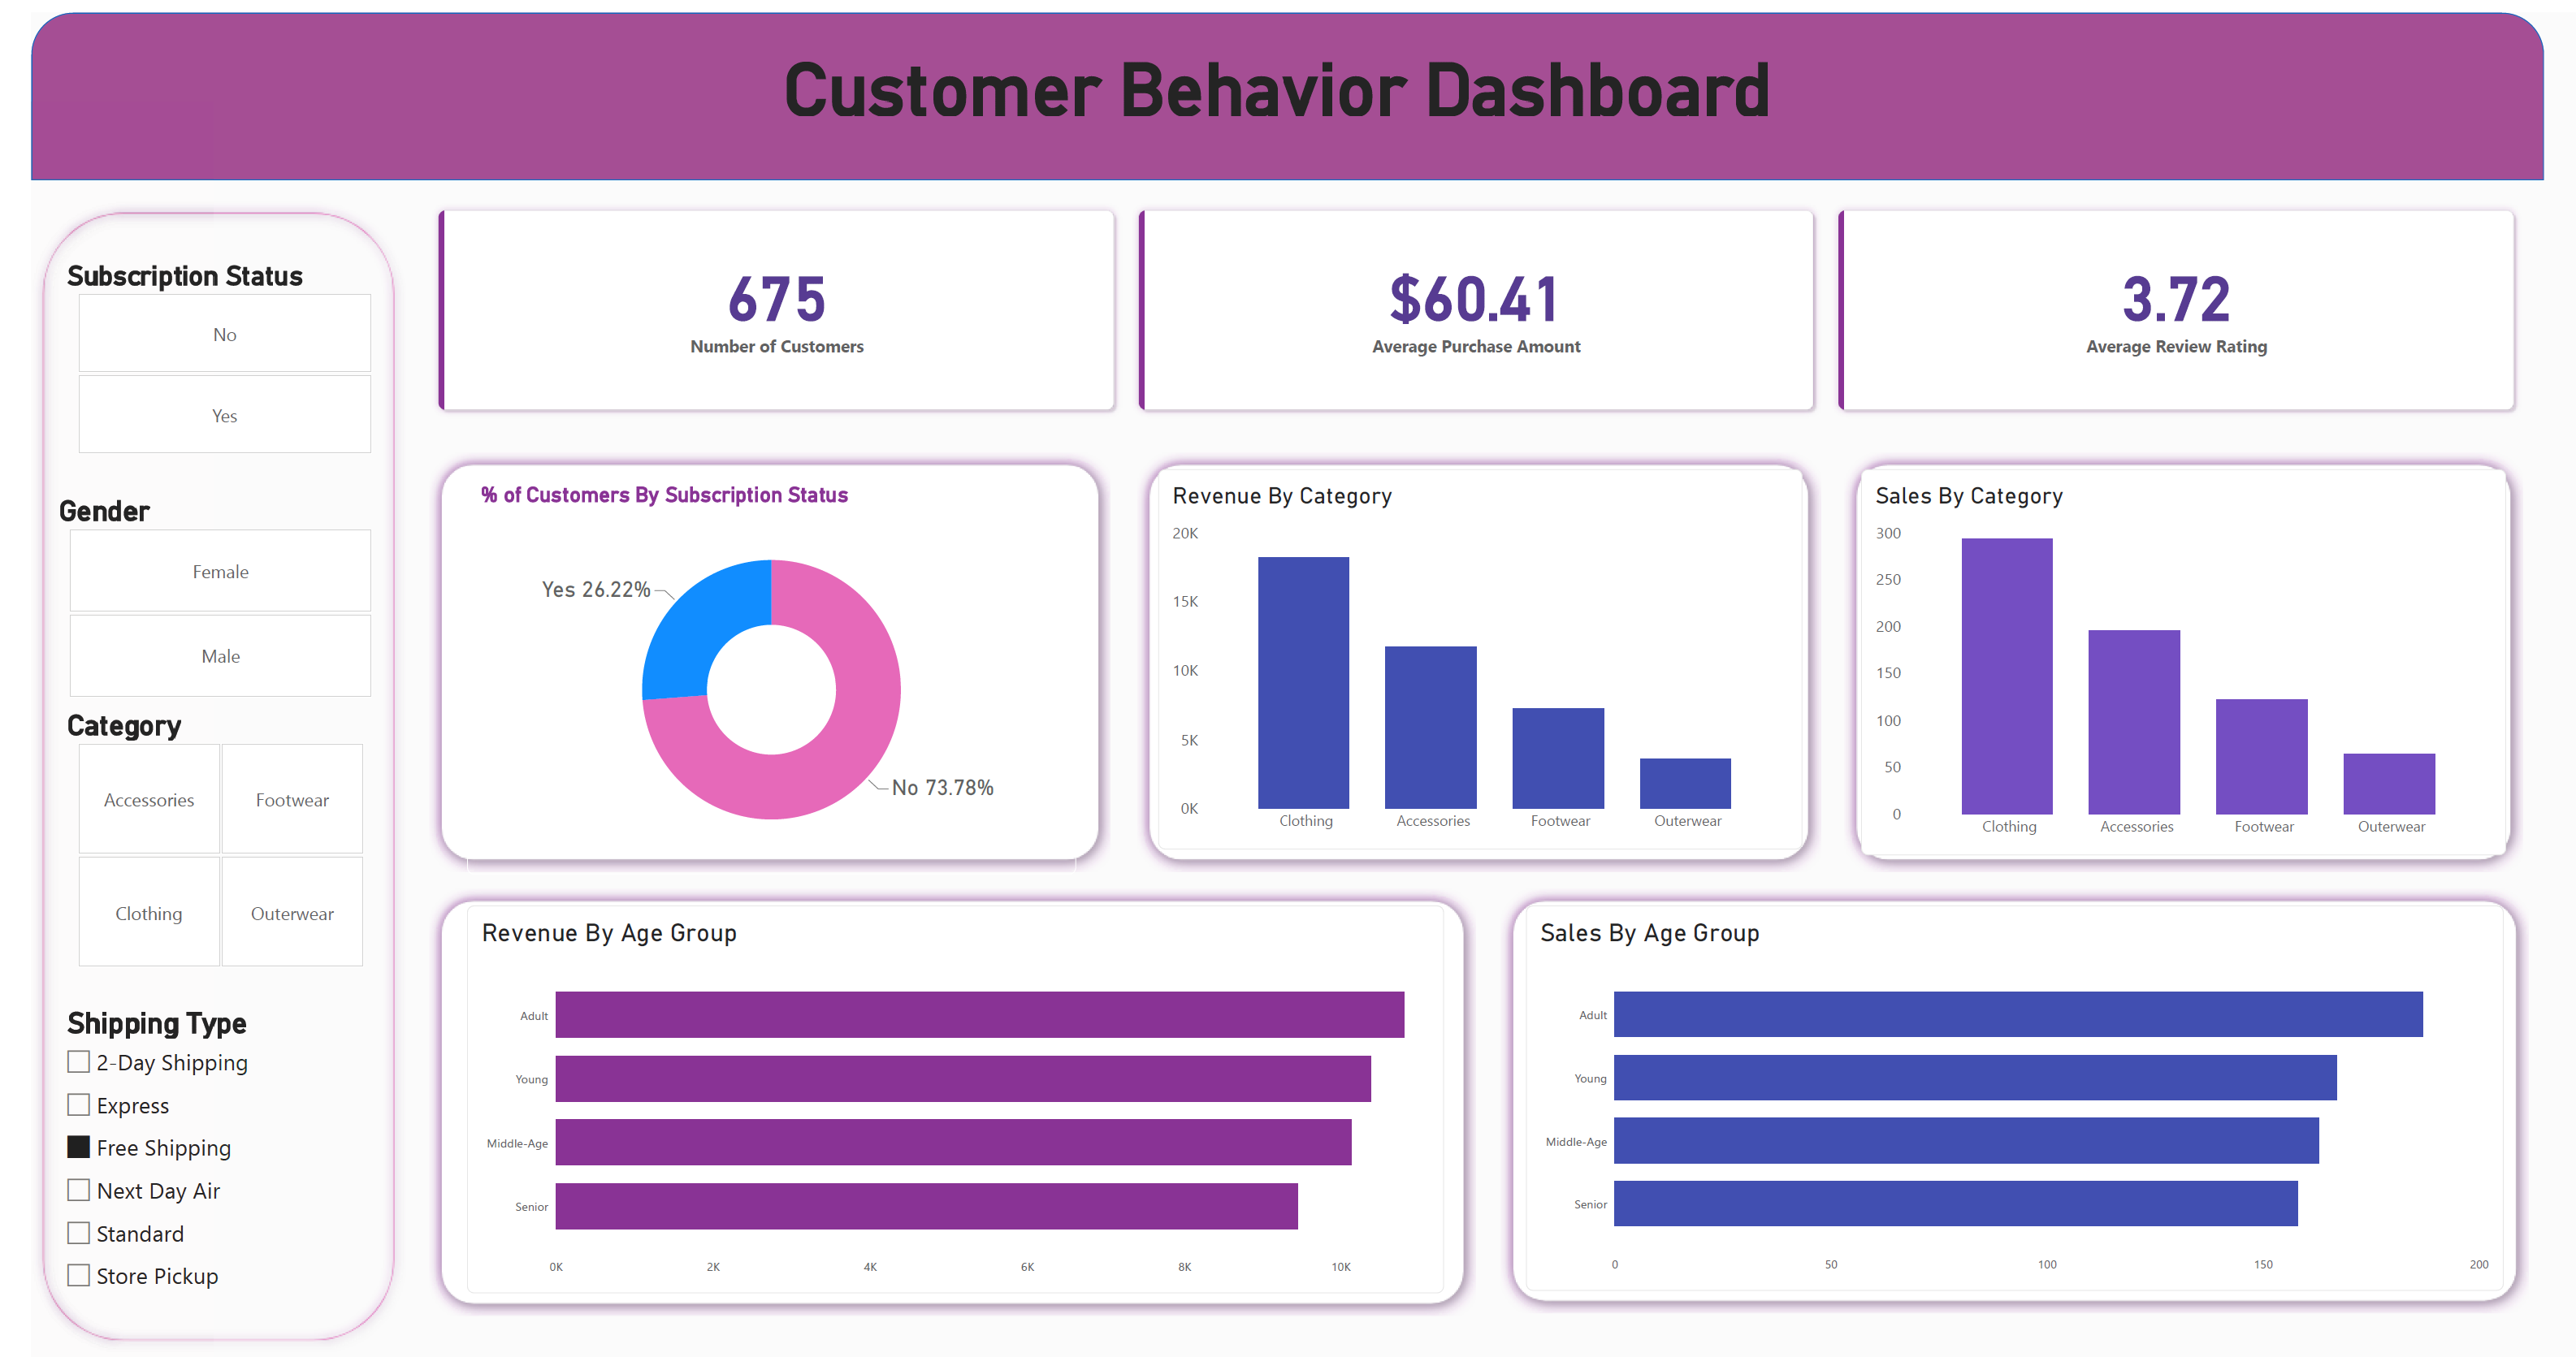 Customer Behavior Dashboard
Subscription Status
No
Yes
Gender
Female
Male
Category
Accessories
Footwear
Clothing
Outerwear
Shipping Type
2-Day Shipping
Express
Free Shipping
Next Day Air
Standard
Store Pickup
675
Number of Customers
$60.41
Average Purchase Amount
3.72
Average Review Rating
% of Customers By Subscription Status
Yes 26.22%
No 73.78%
Revenue By Category
20K
15K
10K
5K
0K
Clothing Accessories Footwear Outerwear
Sales By Category
300
250
200
150
100
50
0
Clothing Accessories Footwear Outerwear
Revenue By Age Group
Adult
Young
Middle-Age
Senior
0K 2K 4K 6K 8K 10K
Sales By Age Group
Adult
Young
Middle-Age
Senior
0 50 100 150 200